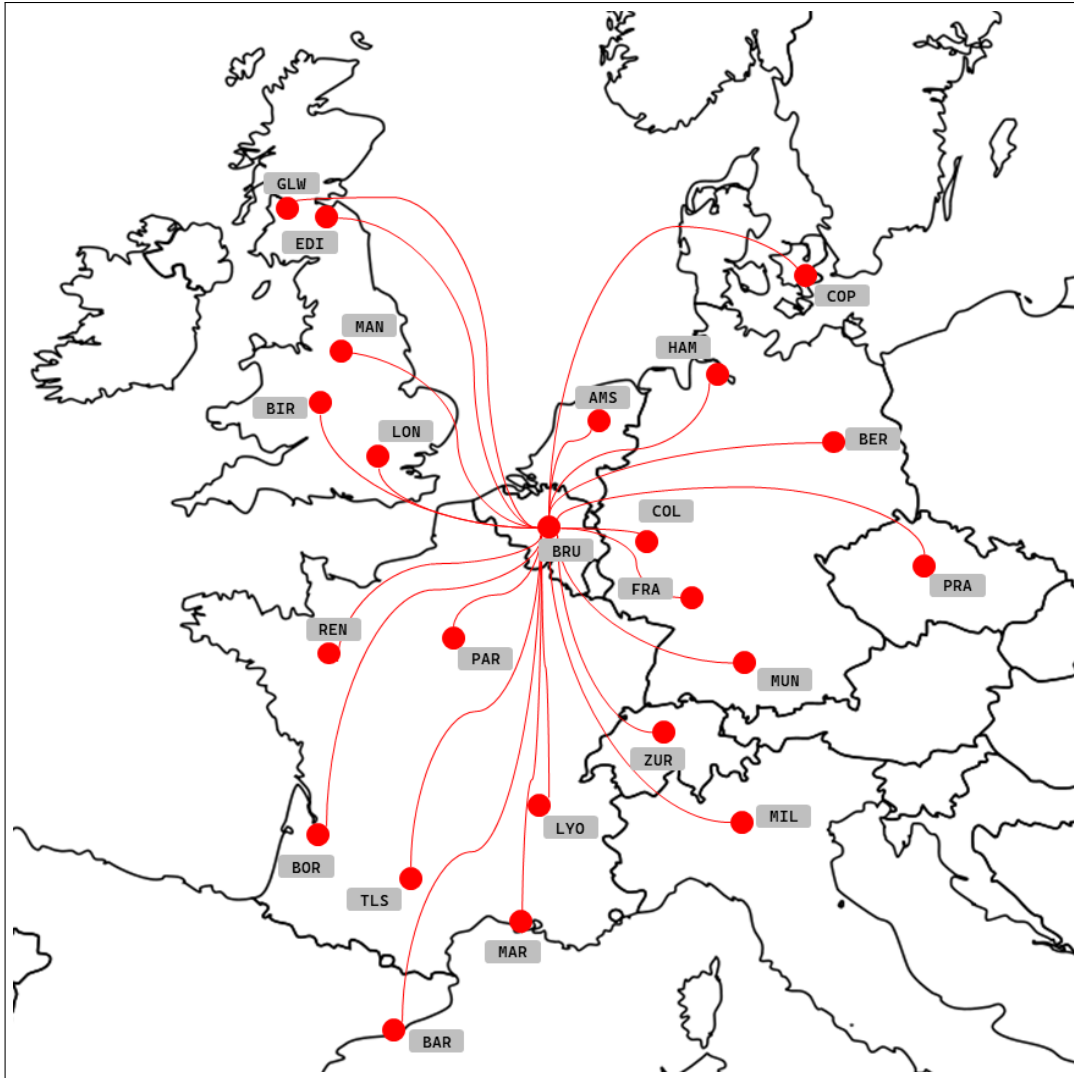 GLW
EDI
COP
MAN
HAM
AMS
BIR
LON
BER
COL
BRU
FRA
PRA
REN
PAR
MUN
ZUR
MIL
LYO
BOR
TLS
MAR
BAR